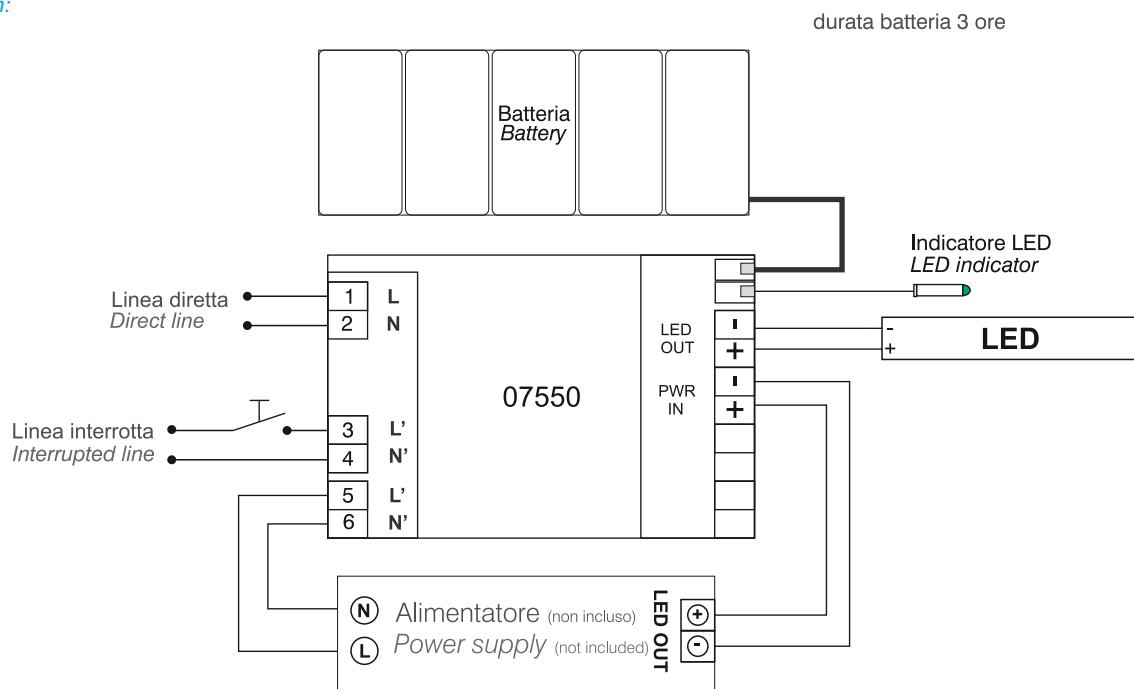 n:
durata batteria 3 ore
Batteria
Battery
Indicatore LED
LED indicator
Linea diretta
Direct line
1 L
2 N
LED
OUT
-
+
-
+
LED
07550
PWR
IN
-
+
Linea interrotta
Interrupted line
3 L'
4 N'
5 L'
6 N'
N
L
Alimentatore (non incluso)
Power supply (not included)
LED OUT
+
-